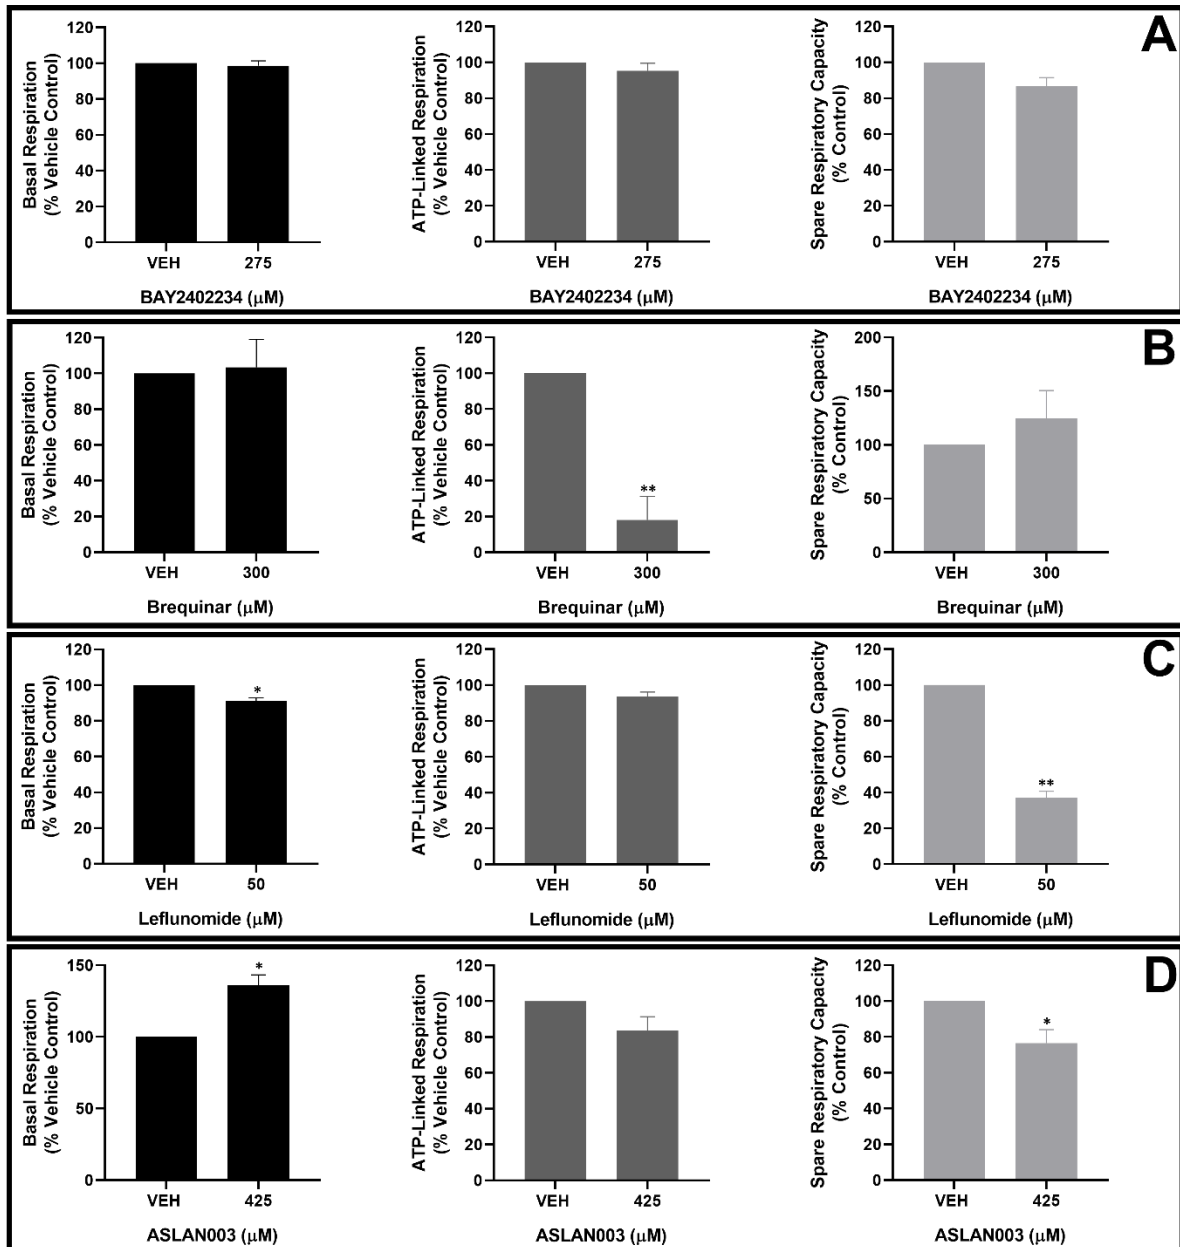 A
Basal Respiration
(% Vehicle Control)
120
100
80
60
40
20
0
VEH
275
BAY2402234 (μM)
ATP-Linked Respiration
(% Vehicle Control)
120
100
80
60
40
20
0
VEH
275
BAY2402234 (μM)
Spare Respiratory Capacity
(% Control)
120
100
80
60
40
20
0
VEH
275
BAY2402234 (μM)
B
Basal Respiration
(% Vehicle Control)
120
100
80
60
40
20
0
VEH
300
Brequinar (μM)
ATP-Linked Respiration
(% Vehicle Control)
120
100
80
60
40
20
0
**
VEH
300
Brequinar (μM)
Spare Respiratory Capacity
(% Control)
200
150
100
50
0
VEH
300
Brequinar (μM)
C
Basal Respiration
(% Vehicle Control)
120
100
80
60
40
20
0
*
VEH
50
Leflunomide (μM)
ATP-Linked Respiration
(% Vehicle Control)
120
100
80
60
40
20
0
VEH
50
Leflunomide (μM)
Spare Respiratory Capacity
(% Control)
120
100
80
60
40
20
0
**
VEH
50
Leflunomide (μM)
D
Basal Respiration
(% Vehicle Control)
150
100
50
0
*
VEH
425
ASLAN003 (μM)
ATP-Linked Respiration
(% Vehicle Control)
120
100
80
60
40
20
0
VEH
425
ASLAN003 (μM)
Spare Respiratory Capacity
(% Control)
120
100
80
60
40
20
0
*
VEH
425
ASLAN003 (μM)